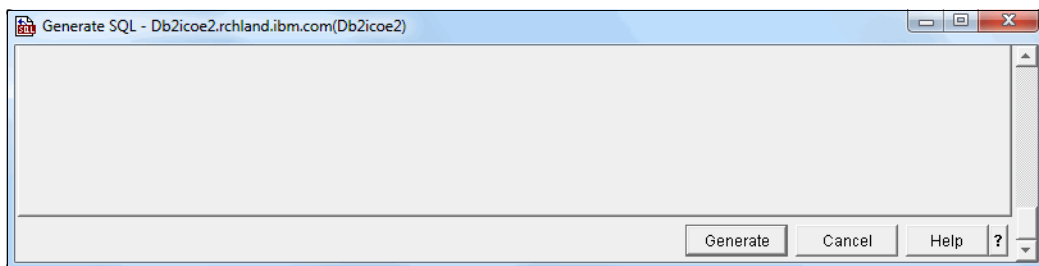 Generate SQL - Db2icoe2.rchland.ibm.com(Db2icoe2)
Generate Cancel Help ?